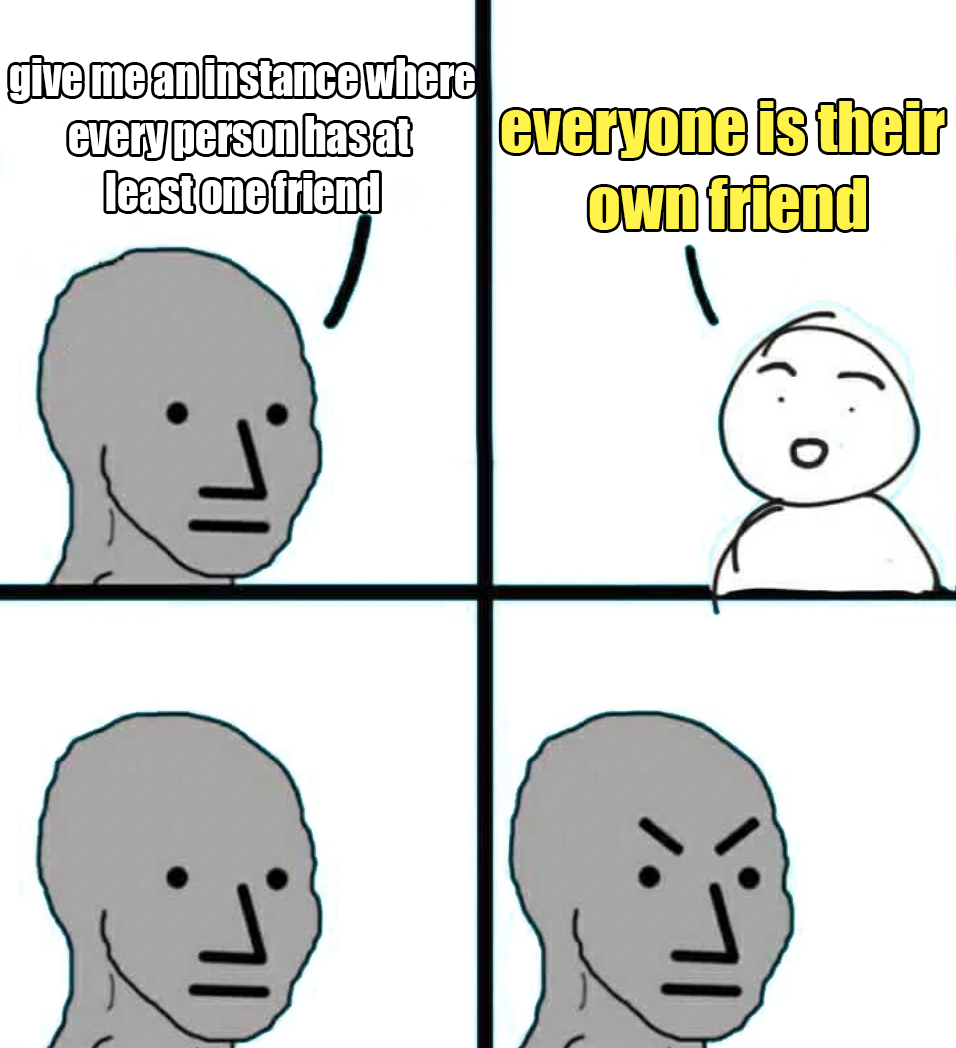 give me an instance where
every person has at
least one friend
everyone is their
own friend